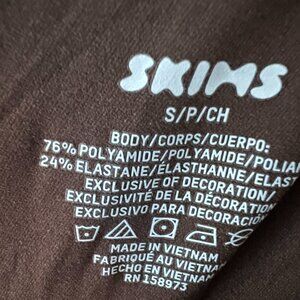 SKIMS
S/P/CH
BODY/CORPS/CUERPO:
76% POLYAMIDE/POLYAMIDE/POLIA
24% ELASTANE/ÉLASTHANNE/ELAST
EXCLUSIVE OF DECORATION/
EXCLUSIVITÉ DE LA DÉCORATION
EXCLUSIVO PARA DECORACIÓN
MADE IN VIETNAM
FABRIQUÉ AU VIETNAM
HECHO EN VIETNAM
RN 158973